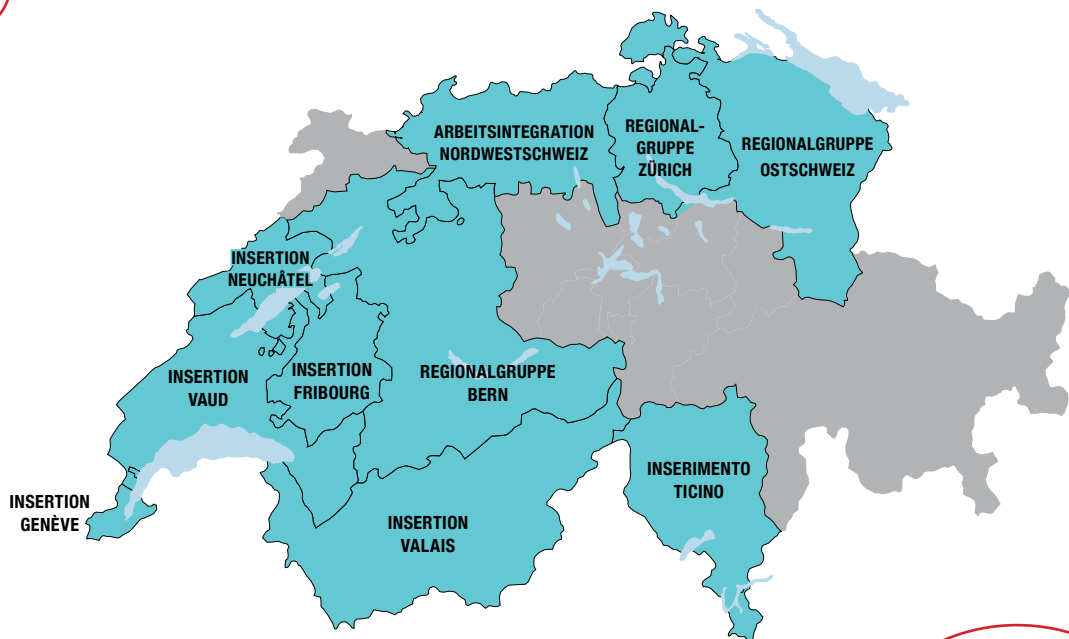 ARBEITSINTEGRATION
NORDWESTSCHWEIZ
REGIONAL-
GRUPPE
ZÜRICH
REGIONALGRUPPE
OSTSCHWEIZ
INSERTION
NEUCHÂTEL
INSERTION
VAUD
INSERTION
FRIBOURG
REGIONALGRUPPE
BERN
INSERTION
GENÈVE
INSERTION
VALAIS
INSERIMENTO
TICINO